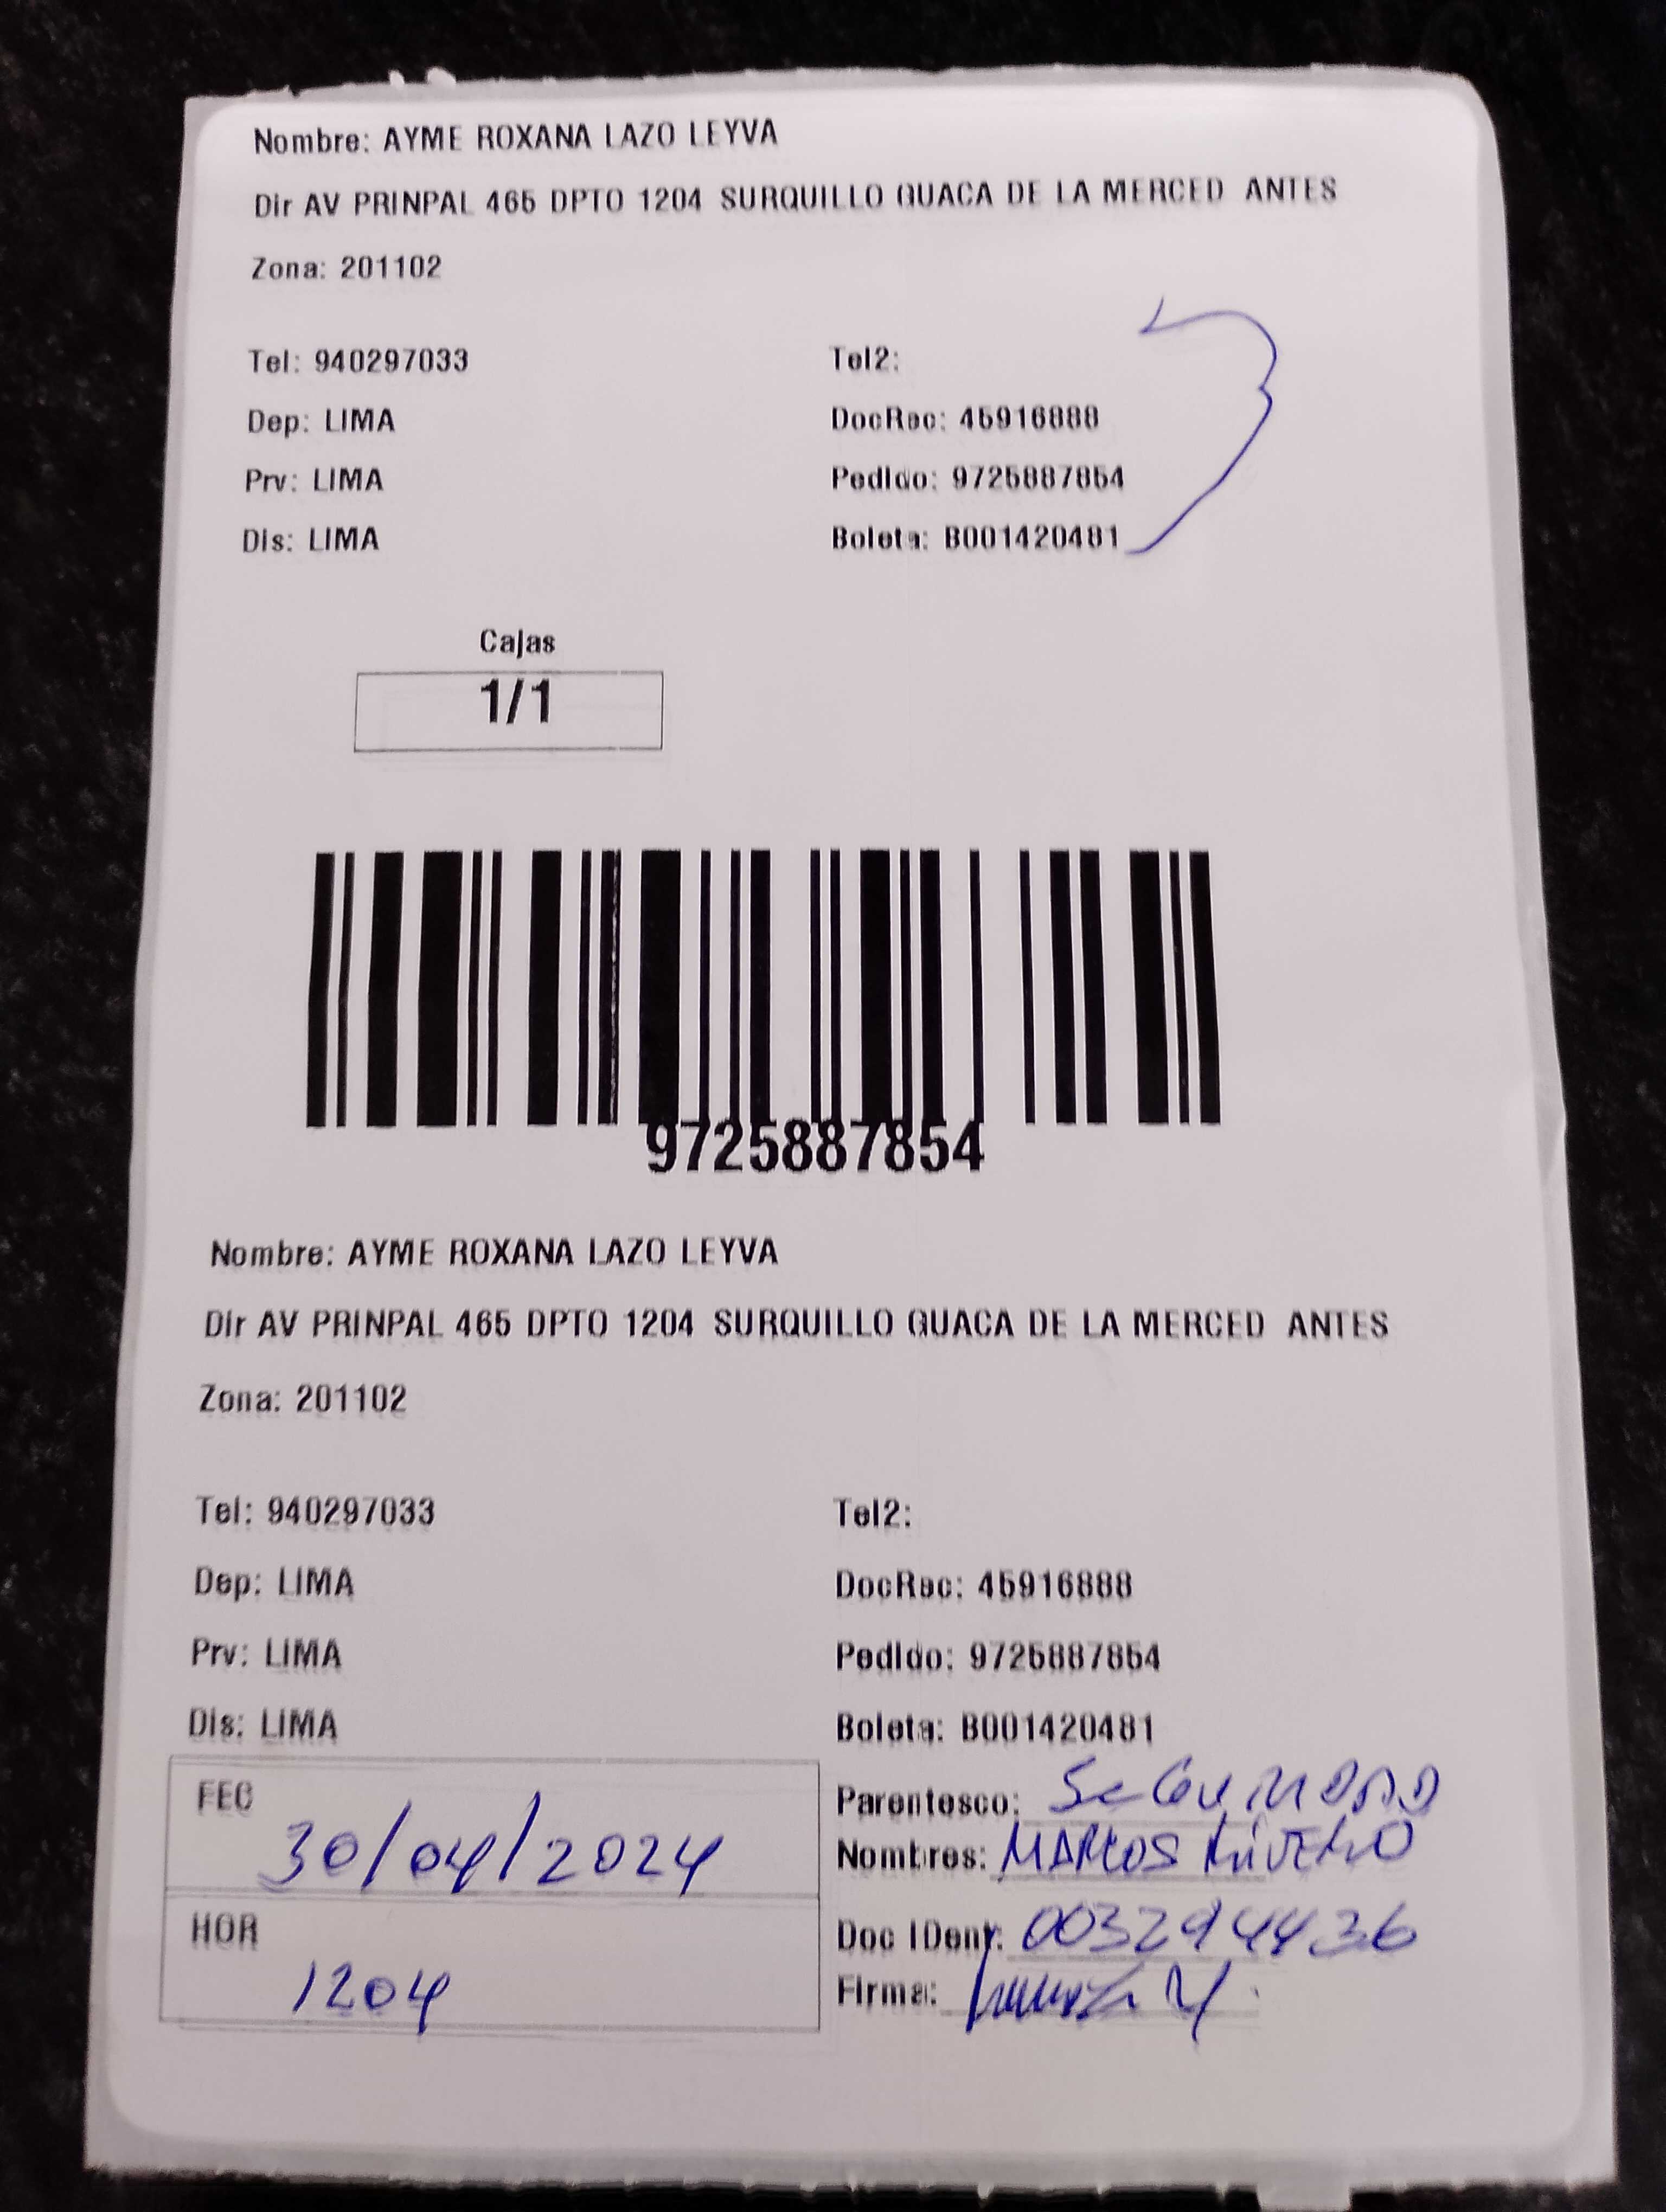 Nombre: AYME ROXANA LAZO LEYVA
Dir AV PRINPAL 465 DPTO 1204 SURQUILLO GUACA DE LA MERCED ANTES
Zona: 201102
Tel: 940297033 Tel2:
Dep: LIMA DocRec: 45916888
Prv: LIMA Pedido: 9725887854
Dis: LIMA Boleta: B001420481
Cajas
1/1
9725887854
Nombre: AYME ROXANA LAZO LEYVA
Dir AV PRINPAL 465 DPTO 1204 SURQUILLO GUACA DE LA MERCED ANTES
Zona: 201102
Tel: 940297033 Tel2:
Dep: LIMA DocRec: 45916888
Prv: LIMA Pedido: 9725887854
Dis: LIMA Boleta: B001420481
FEC 30/04/2024
HOR 1204
Parentesco:
Nombres: MARCOS RIVERO
Doc IDent: 003294436
Firma: